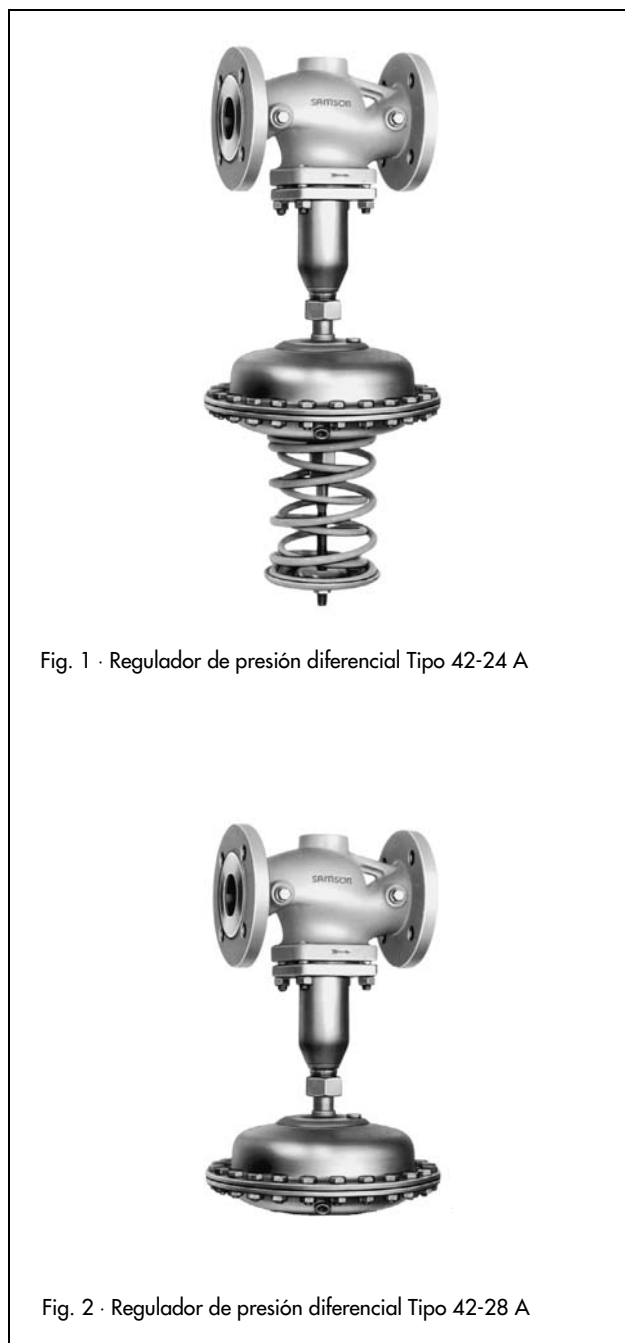 SAMSON
Fig. 1 · Regulador de presión diferencial Tipo 42-24 A
SAMSON
Fig. 2 · Regulador de presión diferencial Tipo 42-28 A